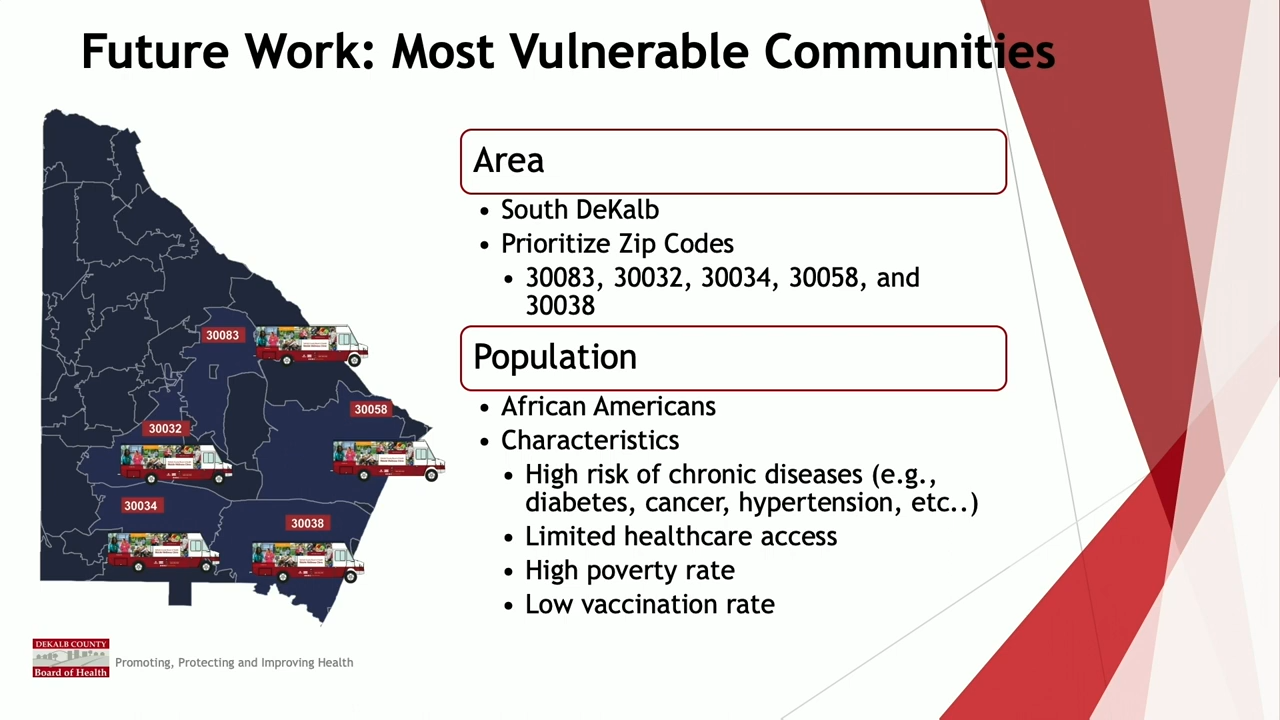 Future Work: Most Vulnerable Communities
Area
• South DeKalb
• Prioritize Zip Codes
• 30083, 30032, 30034, 30058, and
30038
Population
• African Americans
• Characteristics
• High risk of chronic diseases (e.g.,
diabetes, cancer, hypertension, etc..)
• Limited healthcare access
• High poverty rate
• Low vaccination rate
30083
30058
30032
30034
30038
DEKALB COUNTY
Board of Health
Promoting, Protecting and Improving Health